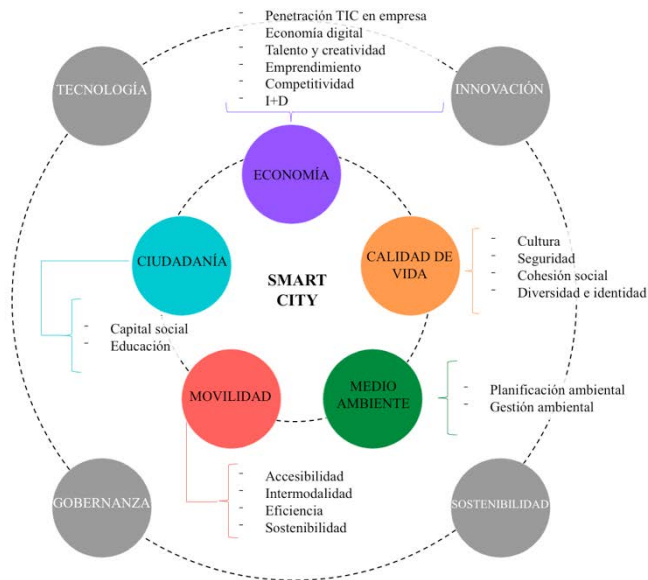 - Penetración TIC en empresa
- Economía digital
- Talento y creatividad
- Emprendimiento
- Competitividad
- I+D
TECNOLOGÍA
INNOVACIÓN
ECONOMÍA
CIUDADANÍA
CALIDAD DE
VIDA
- Cultura
- Seguridad
- Cohesión social
- Diversidad e identidad
SMART
CITY
- Capital social
- Educación
MOVILIDAD
MEDIO
AMBIENTE
- Planificación ambiental
- Gestión ambiental
- Accesibilidad
- Intermodalidad
- Eficiencia
- Sostenibilidad
GOBERNANZA
SOSTENIBILIDAD